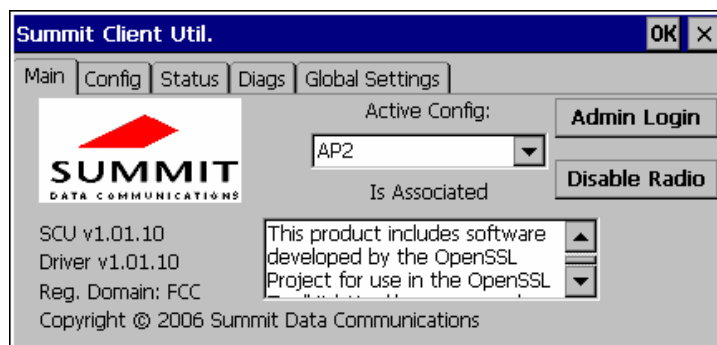 Summit Client Util. OK ×
Main Config Status Diags Global Settings
Active Config:
Admin Login
AP2
SUMMIT
DATA COMMUNICATIONS
Disable Radio
Is Associated
SCU v1.01.10
Driver v1.01.10
Reg. Domain: FCC
This product includes software
developed by the OpenSSL
Project for use in the OpenSSL
Copyright © 2006 Summit Data Communications